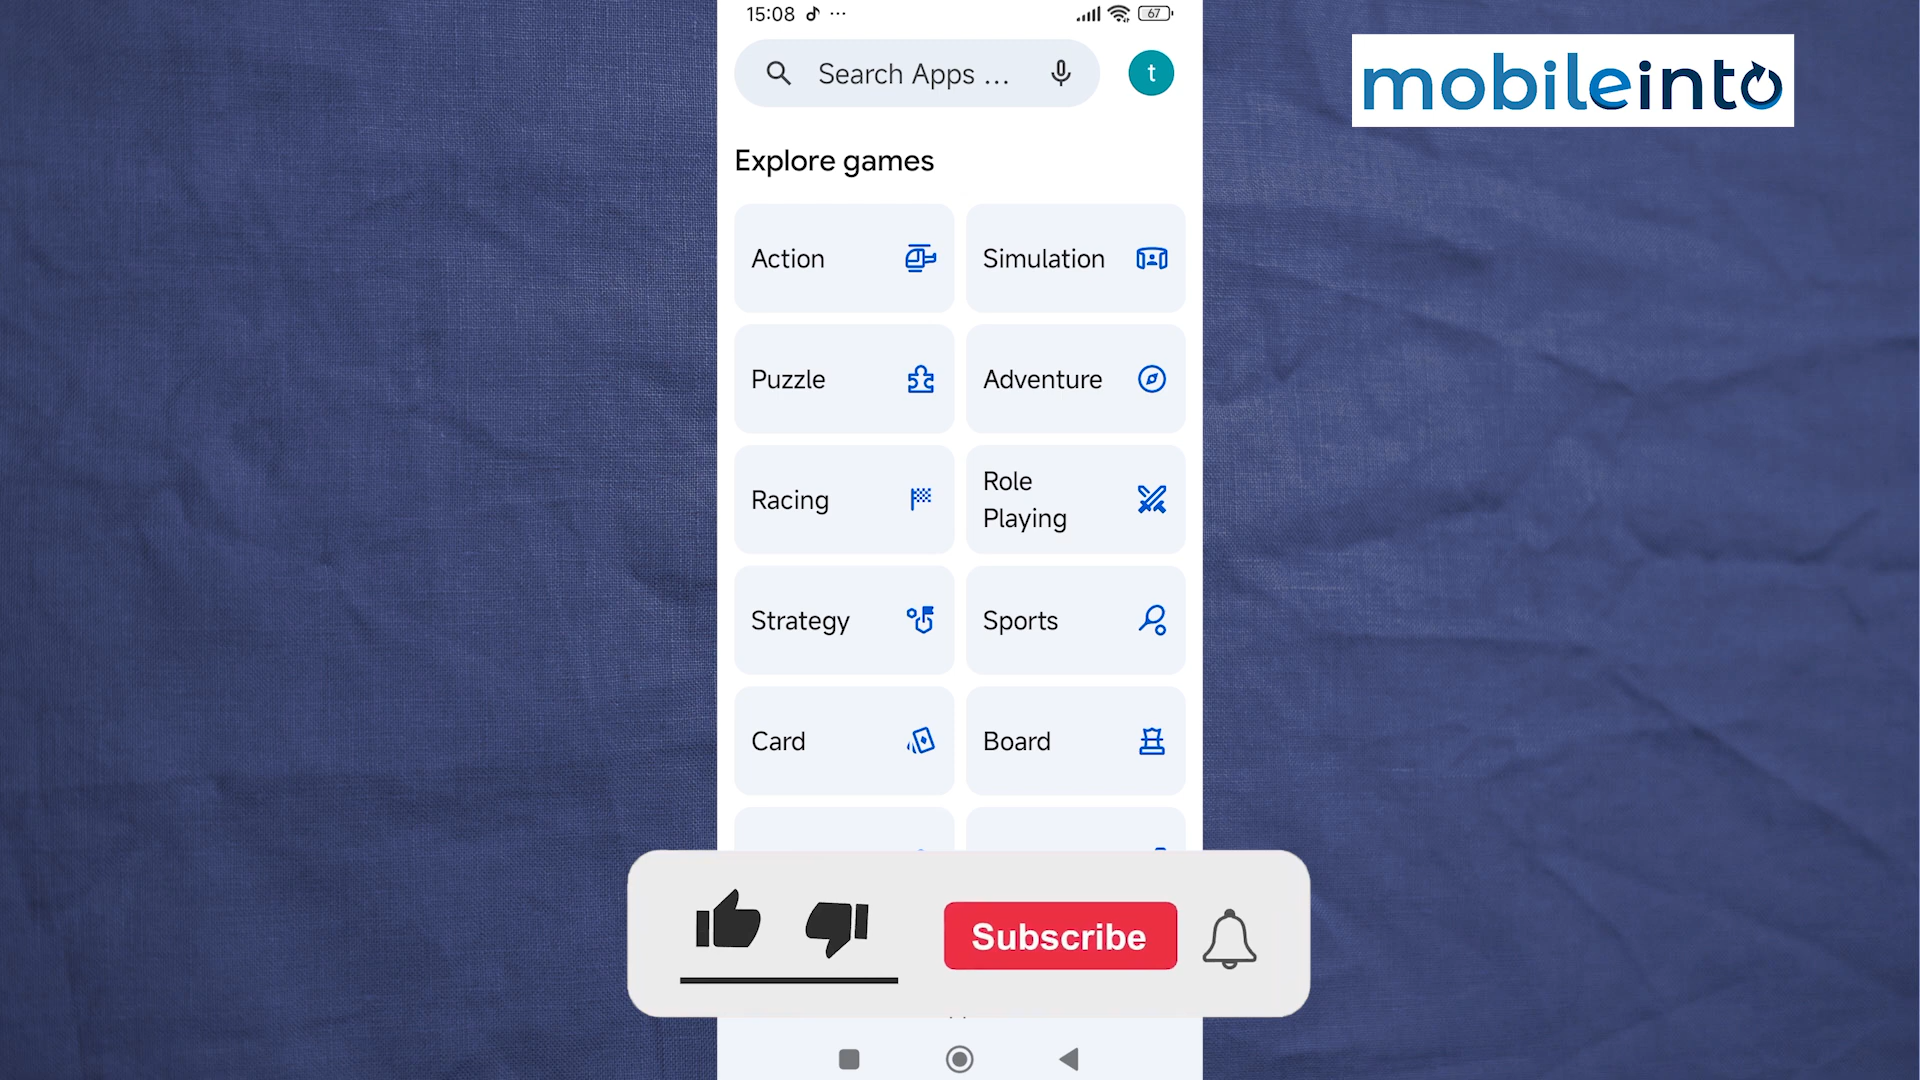 15:08
67
Search Apps ...
t
mobileinto
Explore games
Action
Simulation
Puzzle
Adventure
Racing
Role
Playing
Strategy
Sports
Card
Board
Subscribe